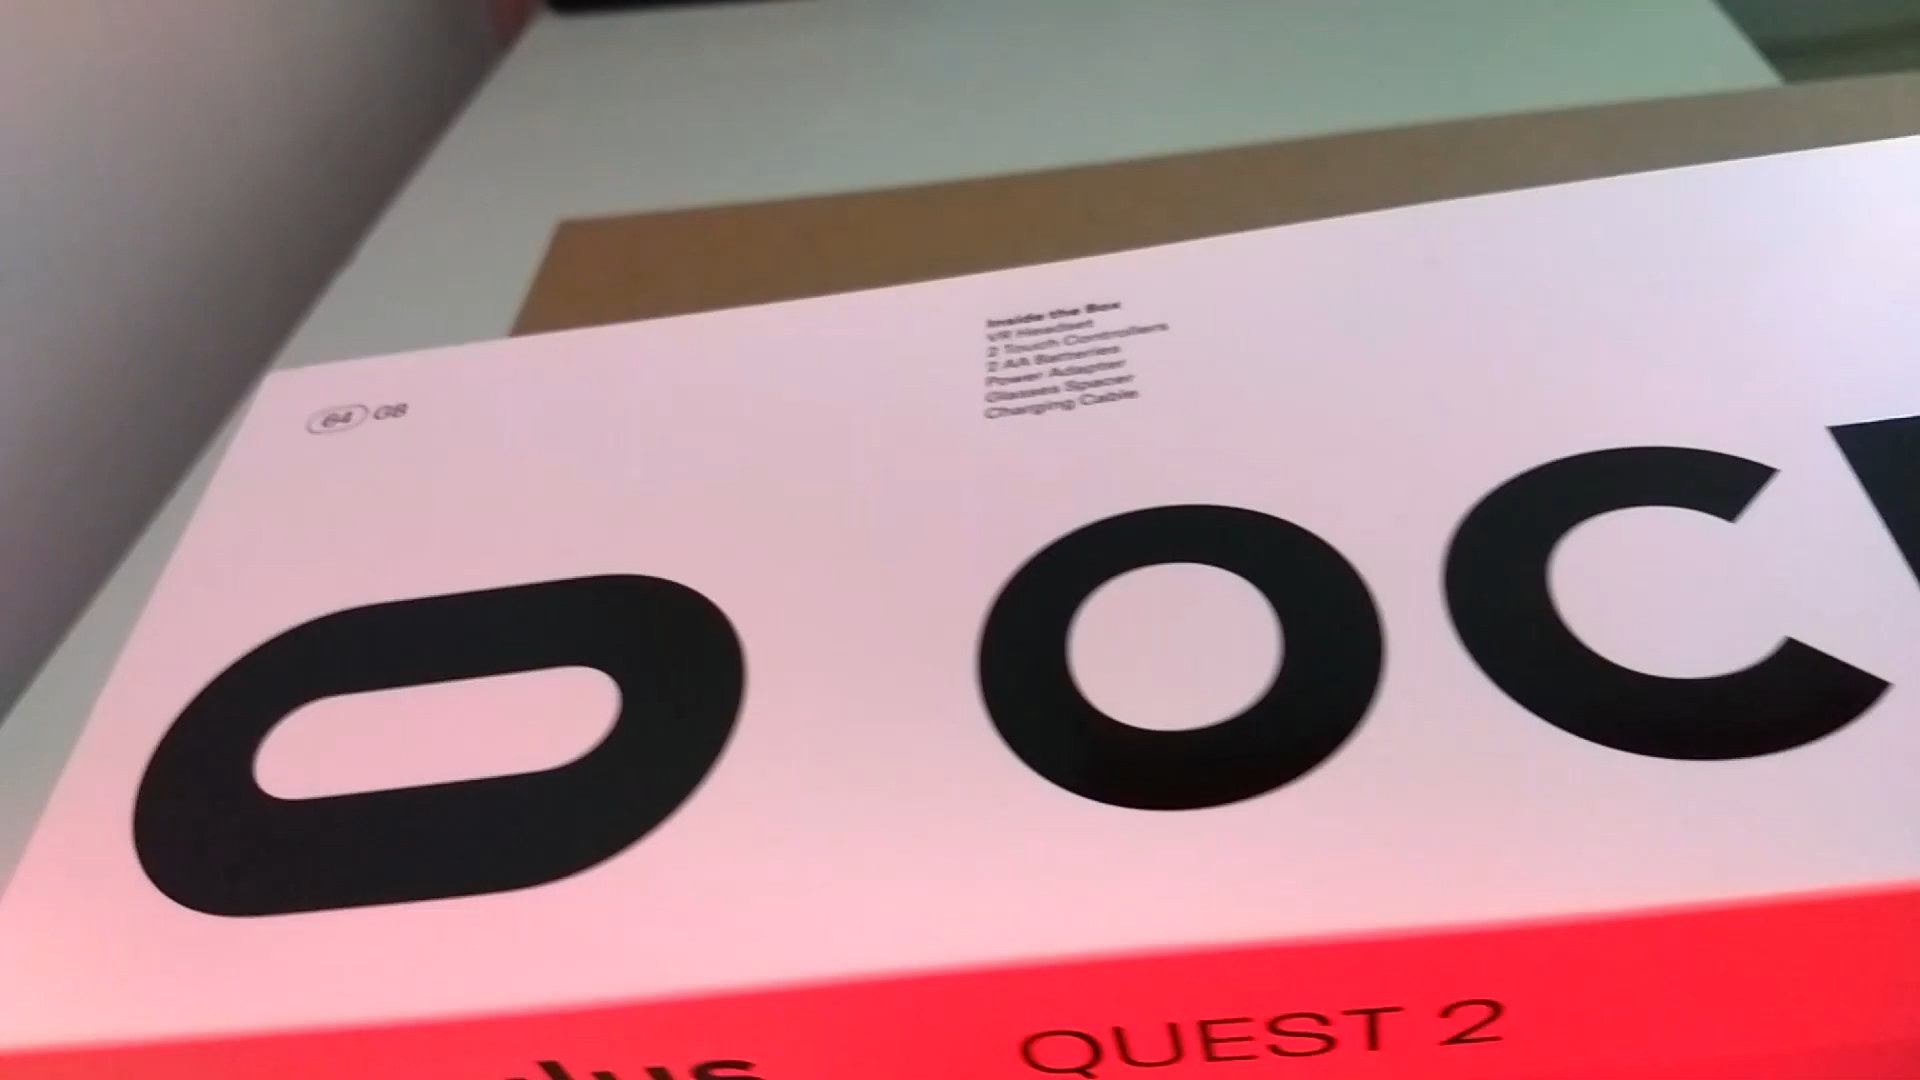 64 GB
Inside the Box
VR Headset
2 Touch Controllers
2 AA Batteries
Power Adapter
Glasses Spacer
Charging Cable
OC
ulus
QUEST 2